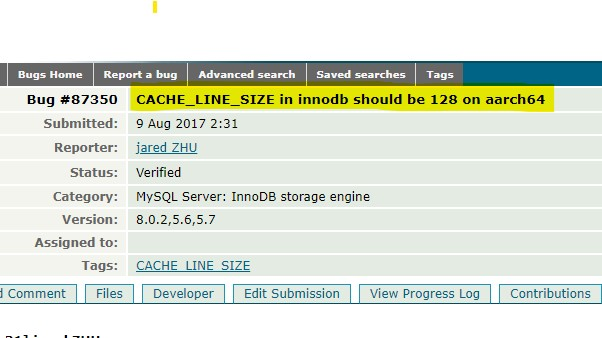 Bugs Home Report a bug Advanced search Saved searches Tags
Bug #87350 CACHE_LINE_SIZE in innodb should be 128 on aarch64
Submitted: 9 Aug 2017 2:31
Reporter: jared ZHU
Status: Verified
Category: MySQL Server: InnoDB storage engine
Version: 8.0.2,5.6,5.7
Assigned to:
Tags: CACHE_LINE_SIZE
Comment Files Developer Edit Submission View Progress Log Contributions